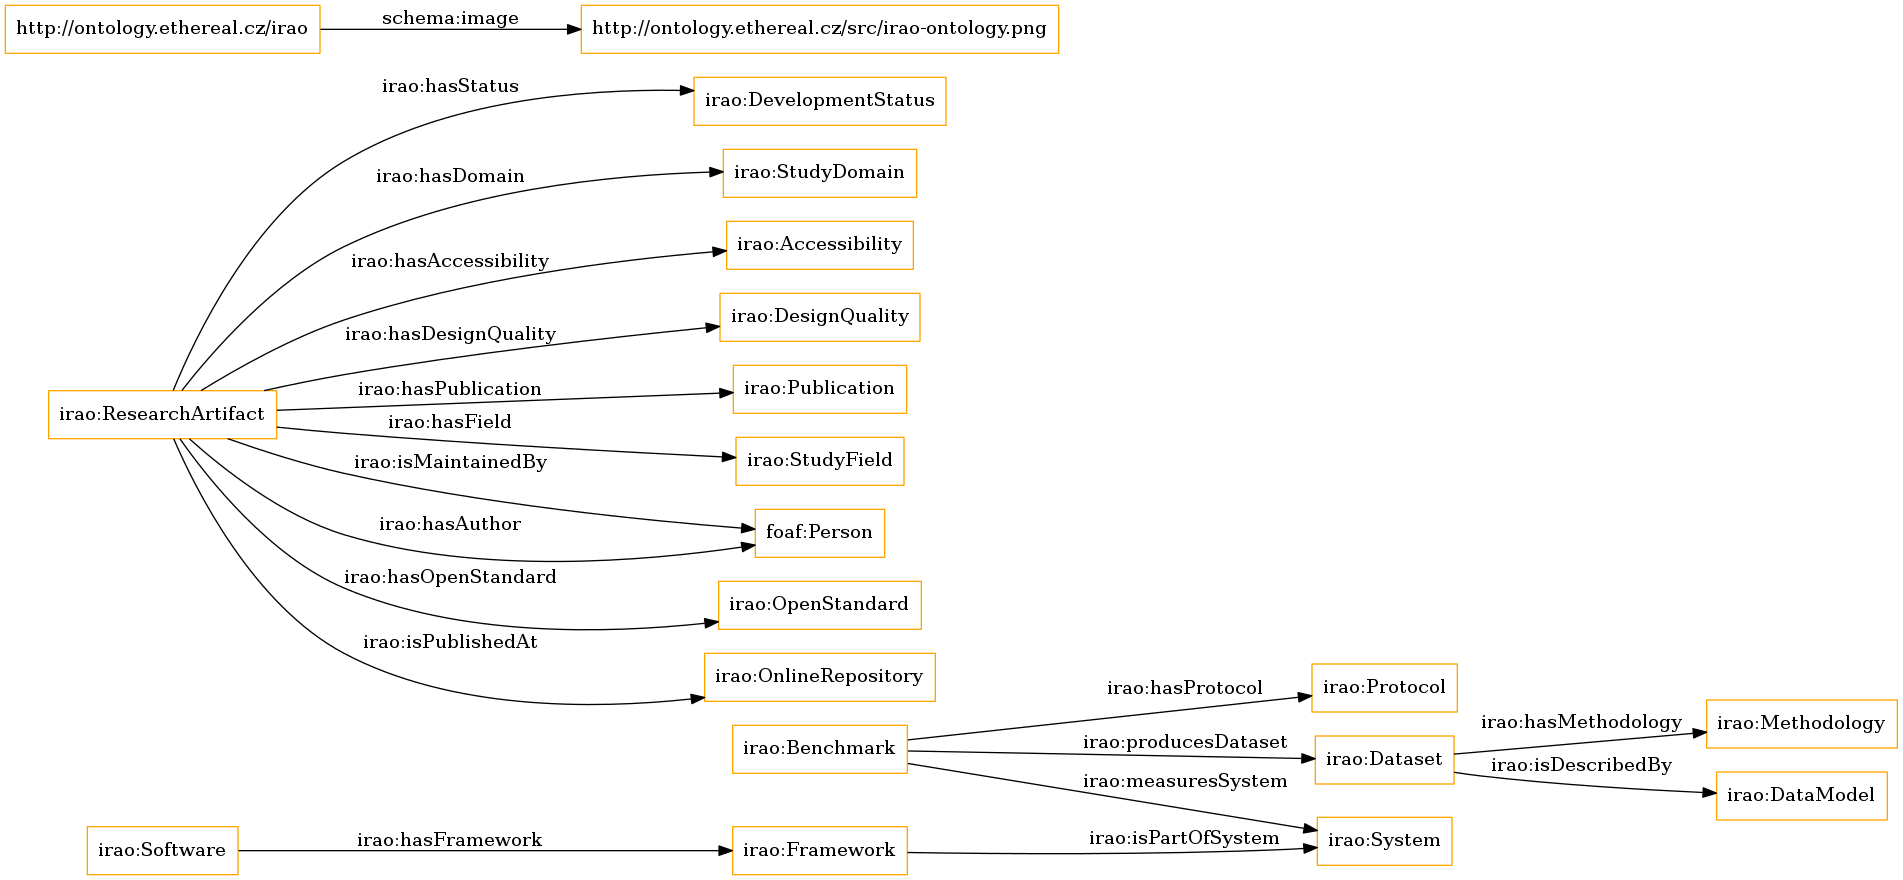 http://ontology.ethereal.cz/irao
schema:image
http://ontology.ethereal.cz/src/irao-ontology.png
irao:hasStatus
irao:DevelopmentStatus
irao:hasDomain
irao:StudyDomain
irao:hasAccessibility
irao:Accessibility
irao:hasDesignQuality
irao:DesignQuality
irao:ResearchArtifact
irao:hasPublication
irao:Publication
irao:hasField
irao:StudyField
irao:isMaintainedBy
irao:hasAuthor
foaf:Person
irao:hasOpenStandard
irao:OpenStandard
irao:isPublishedAt
irao:OnlineRepository
irao:Benchmark
irao:hasProtocol
irao:Protocol
irao:producesDataset
irao:Dataset
irao:hasMethodology
irao:Methodology
irao:isDescribedBy
irao:DataModel
irao:measuresSystem
irao:Software
irao:hasFramework
irao:Framework
irao:isPartOfSystem
irao:System